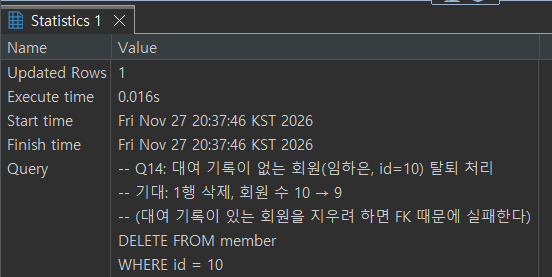 Statistics 1
Name Value
Updated Rows 1
Execute time 0.016s
Start time Fri Nov 27 20:37:46 KST 2026
Finish time Fri Nov 27 20:37:46 KST 2026
Query -- Q14: 대여 기록이 없는 회원(임하은, id=10) 탈퇴 처리
-- 기대: 1행 삭제, 회원 수 10 → 9
-- (대여 기록이 있는 회원을 지우려 하면 FK 때문에 실패한다)
DELETE FROM member
WHERE id = 10